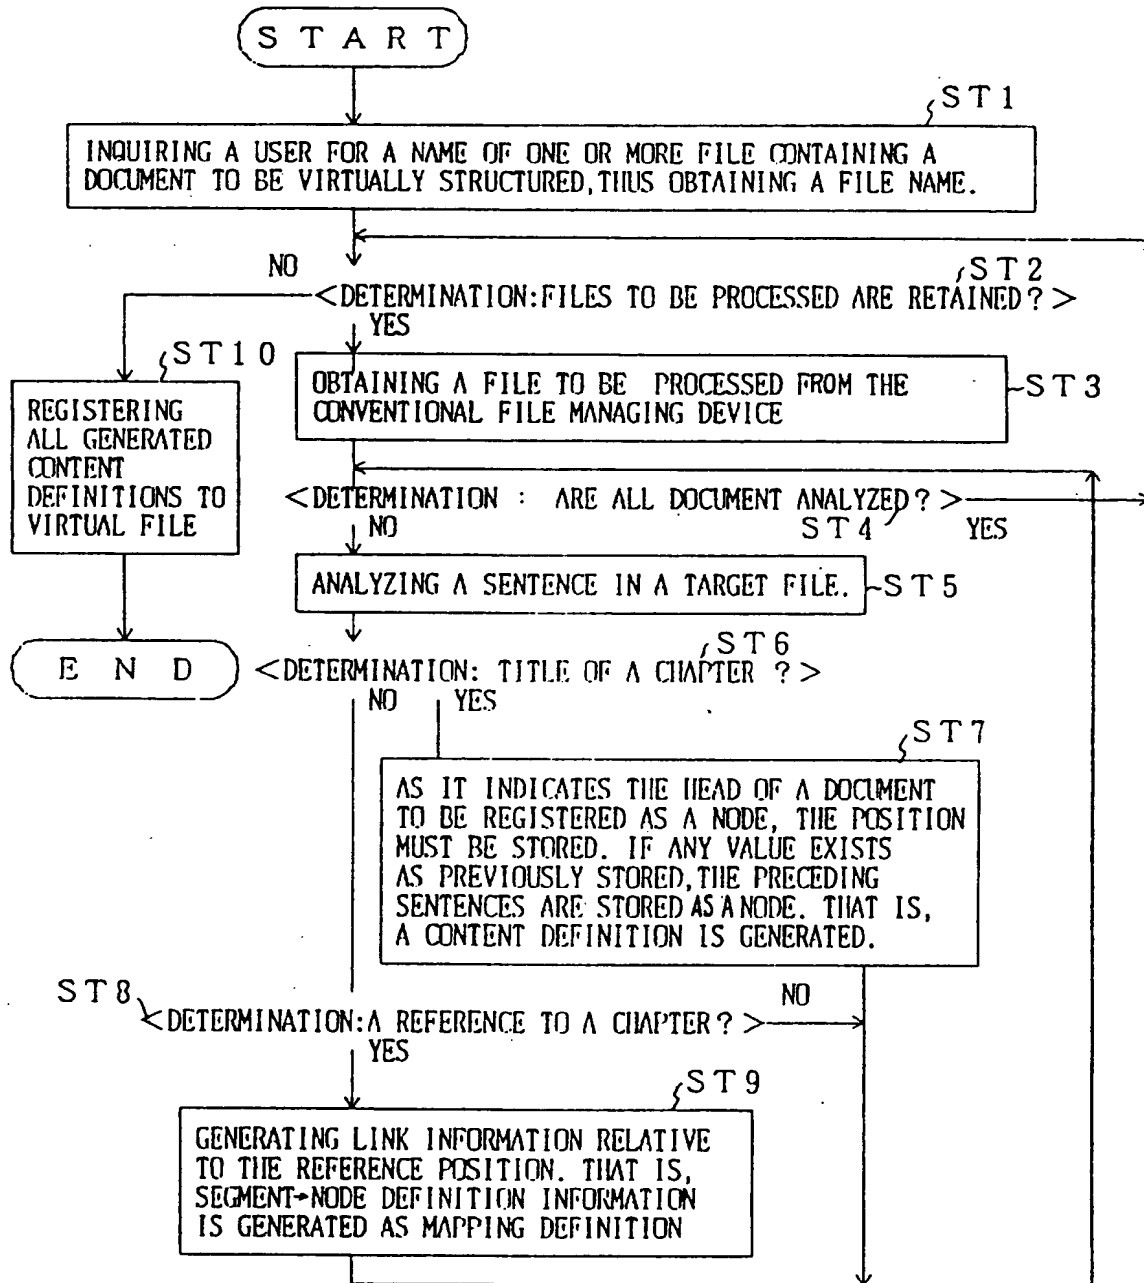 START
ST1
INQUIRING A USER FOR A NAME OF ONE OR MORE FILE CONTAINING A
DOCUMENT TO BE VIRTUALLY STRUCTURED, THUS OBTAINING A FILE NAME.
NO
ST2
<DETERMINATION:FILES TO BE PROCESSED ARE RETAINED?>
YES
ST10
REGISTERING
ALL GENERATED
CONTENT
DEFINITIONS TO
VIRTUAL FILE
OBTAINING A FILE TO BE PROCESSED FROM THE
CONVENTIONAL FILE MANAGING DEVICE
ST3
<DETERMINATION : ARE ALL DOCUMENT ANALYZED?>
ST4
NO
YES
ANALYZING A SENTENCE IN A TARGET FILE.
ST5
END
ST6
<DETERMINATION: TITLE OF A CHAPTER ?>
NO YES
ST7
AS IT INDICATES THE HEAD OF A DOCUMENT
TO BE REGISTERED AS A NODE, THE POSITION
MUST BE STORED. IF ANY VALUE EXISTS
AS PREVIOUSLY STORED, THE PRECEDING
SENTENCES ARE STORED AS A NODE. THAT IS,
A CONTENT DEFINITION IS GENERATED.
ST8
<DETERMINATION:A REFERENCE TO A CHAPTER?>
NO
YES
ST9
GENERATING LINK INFORMATION RELATIVE
TO THE REFERENCE POSITION. THAT IS,
SEGMENT→NODE DEFINITION INFORMATION
IS GENERATED AS MAPPING DEFINITION